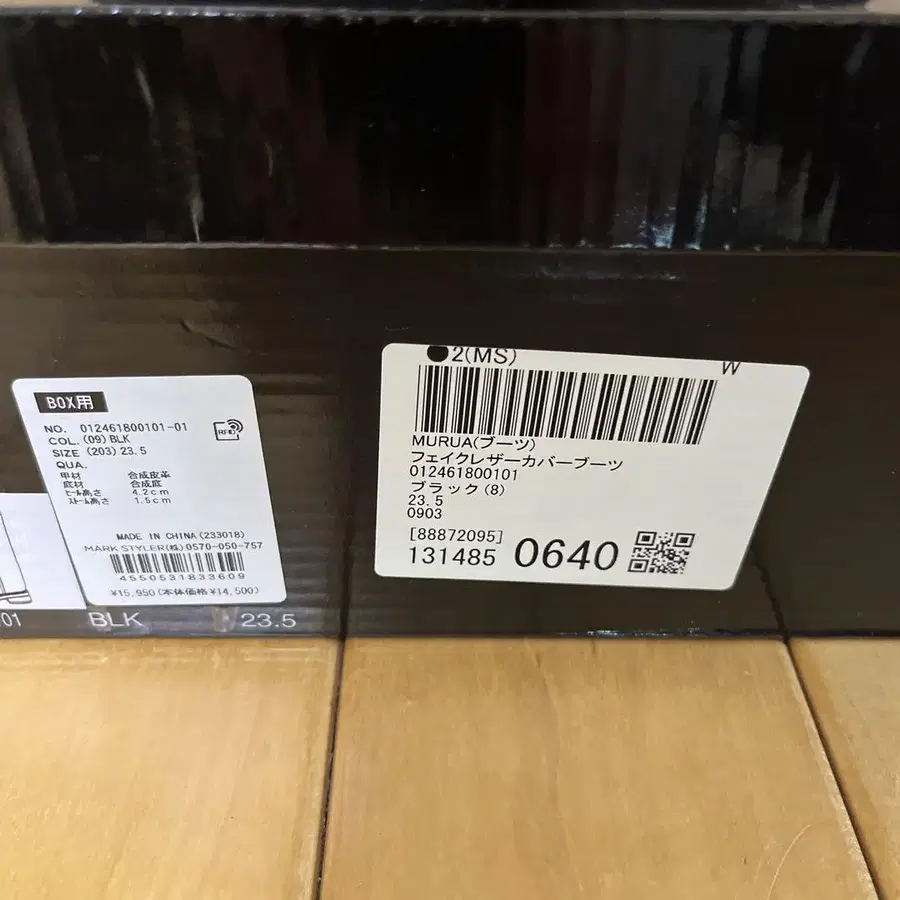 BOX用
NO. 012461800101-01
RFID
COL. (09) BLK
SIZE (203) 23.5
QUA.
甲材 合成皮革
底材 合成底
ヒール高さ 4.2cm
ストーム高さ 1.5cm
MADE IN CHINA (233018)
MARK STYLER(株) 0570-050-757
4550531833609
¥15,950(本体価格¥14,500)
01 BLK 23.5
●2(MS) W
MURUA(ブーツ)
フェイクレザーカバーブーツ
012461800101
ブラック(8)
23.5
0903
[88872095]
131485 0640